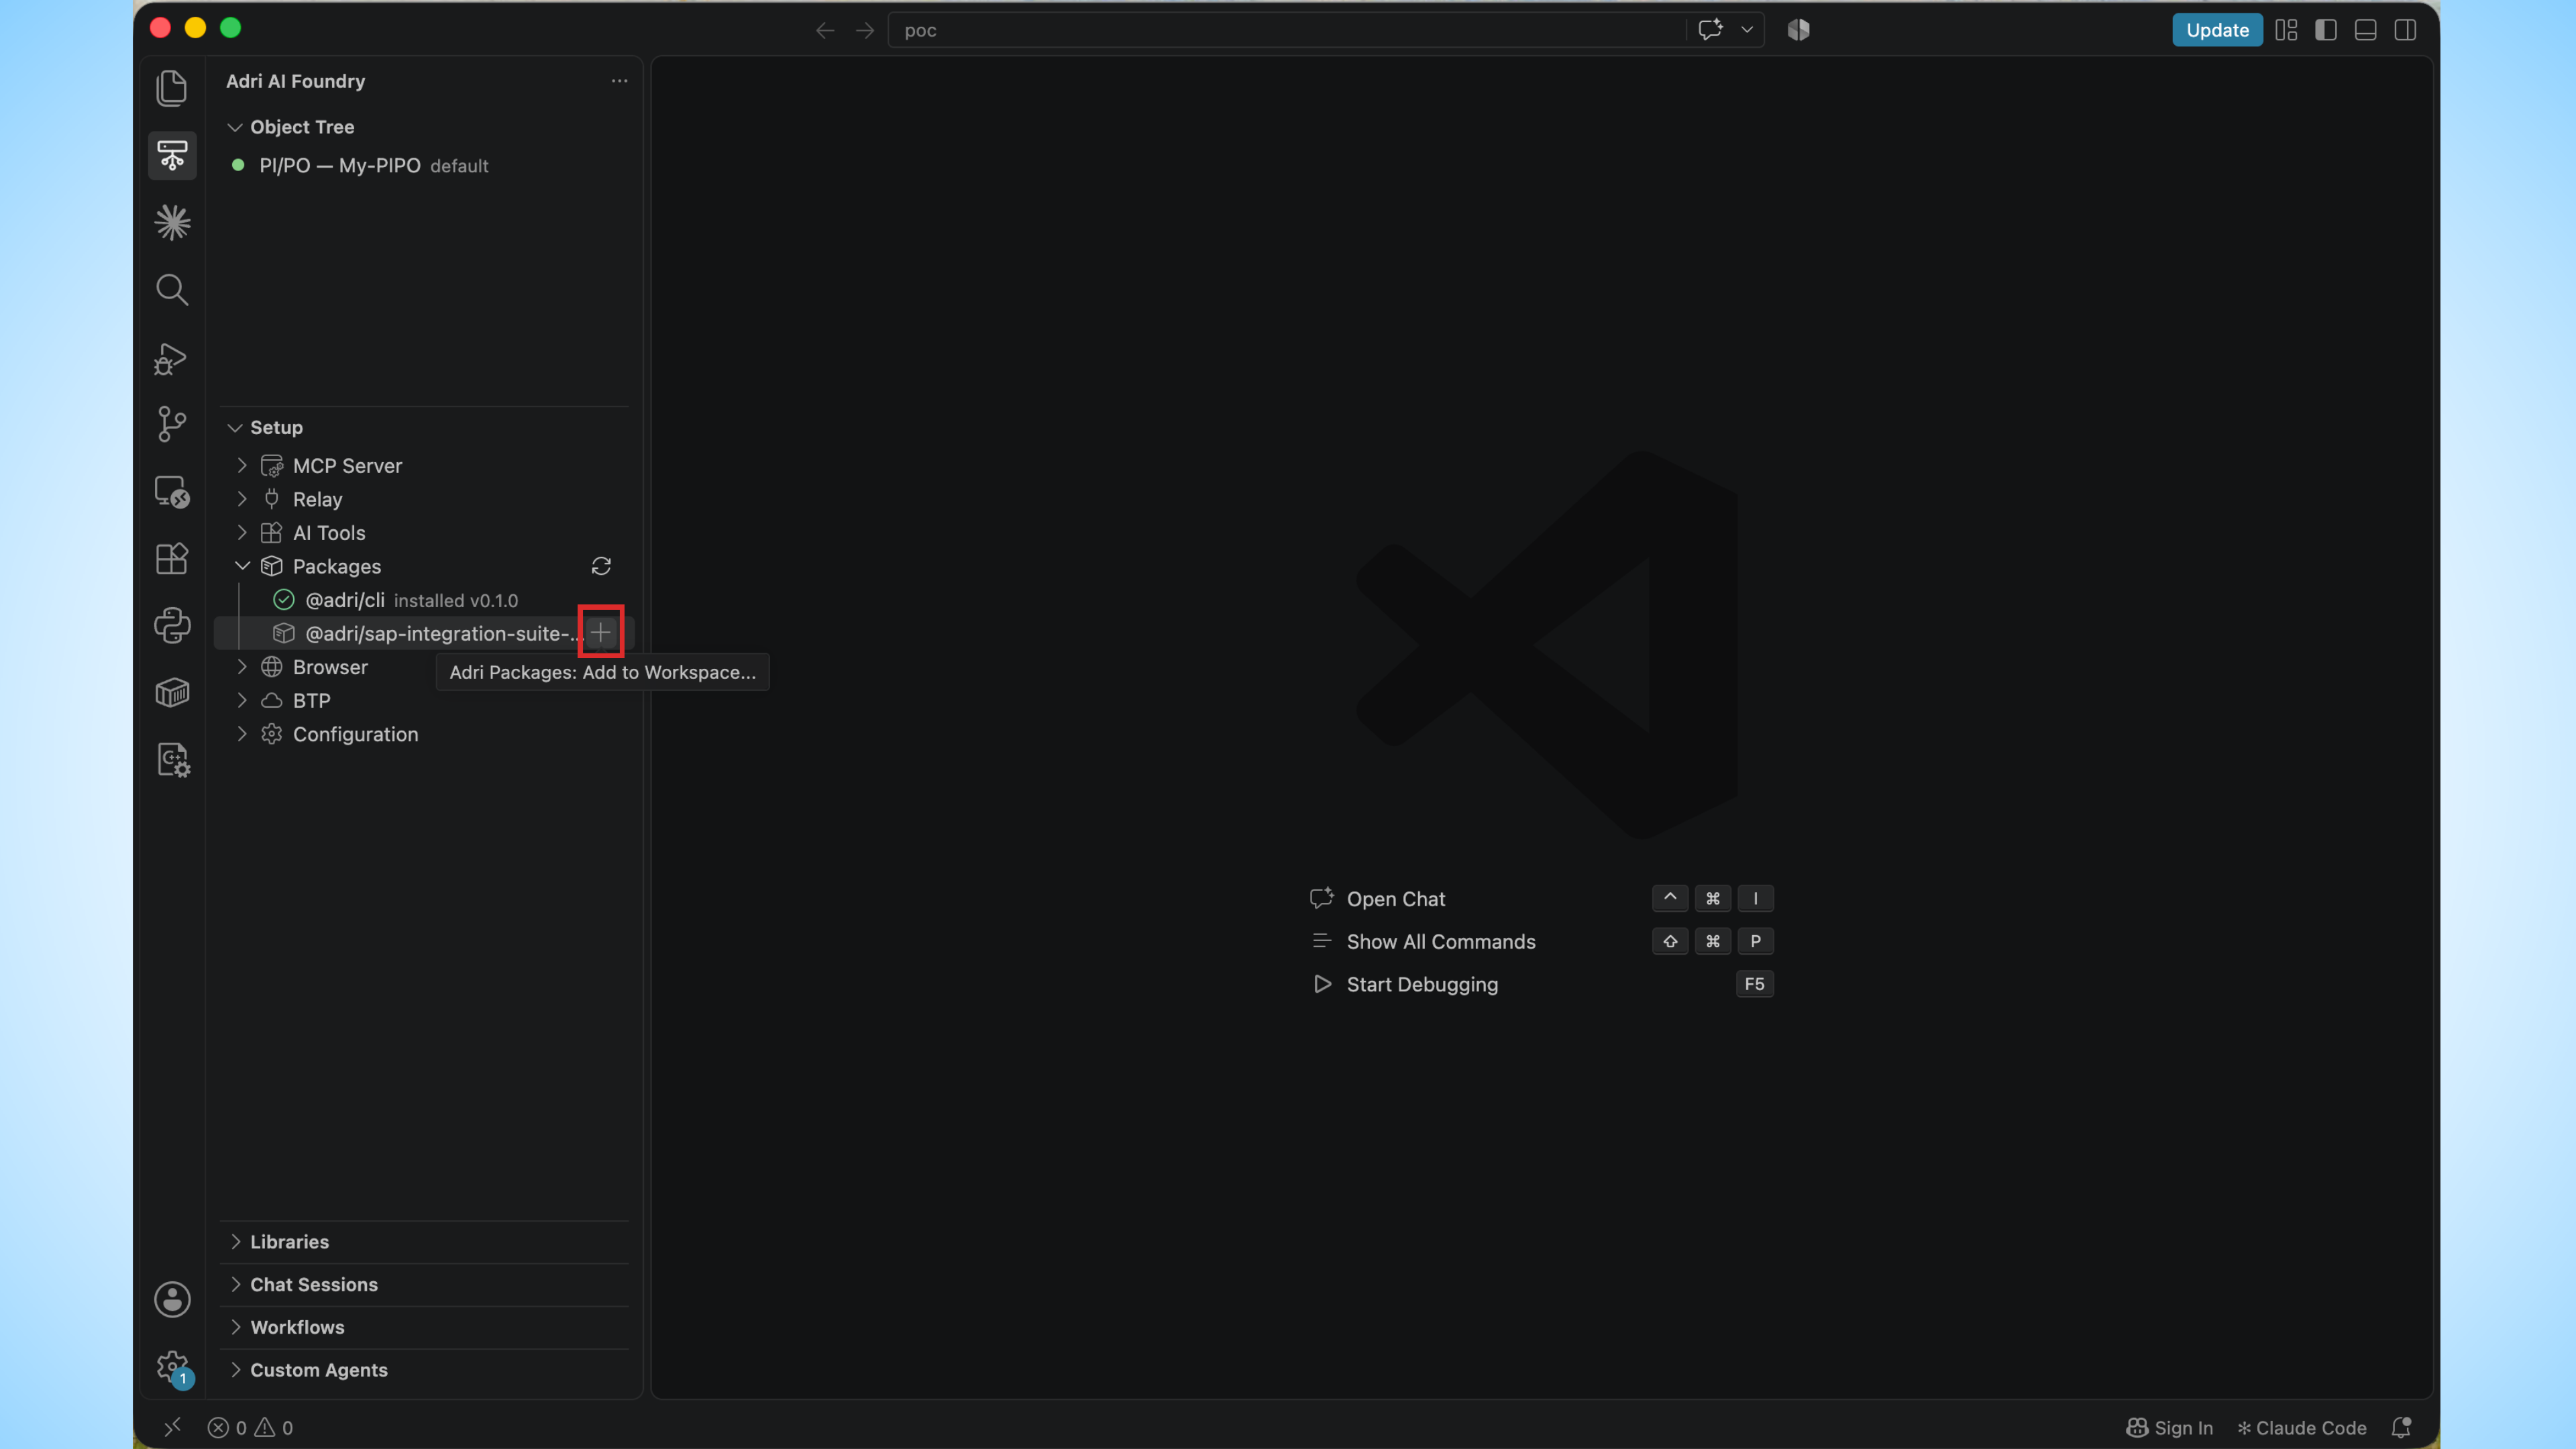 poc
Update
Adri AI Foundry
Object Tree
PI/PO — My-PIPO default
Setup
MCP Server
Relay
AI Tools
Packages
@adri/cli installed v0.1.0
@adri/sap-integration-suite-...
Browser
Adri Packages: Add to Workspace...
BTP
Configuration
Open Chat ^ ⌘ I
Show All Commands ⇧ ⌘ P
Start Debugging F5
Libraries
Chat Sessions
Workflows
Custom Agents
1
0 0
Sign In
Claude Code